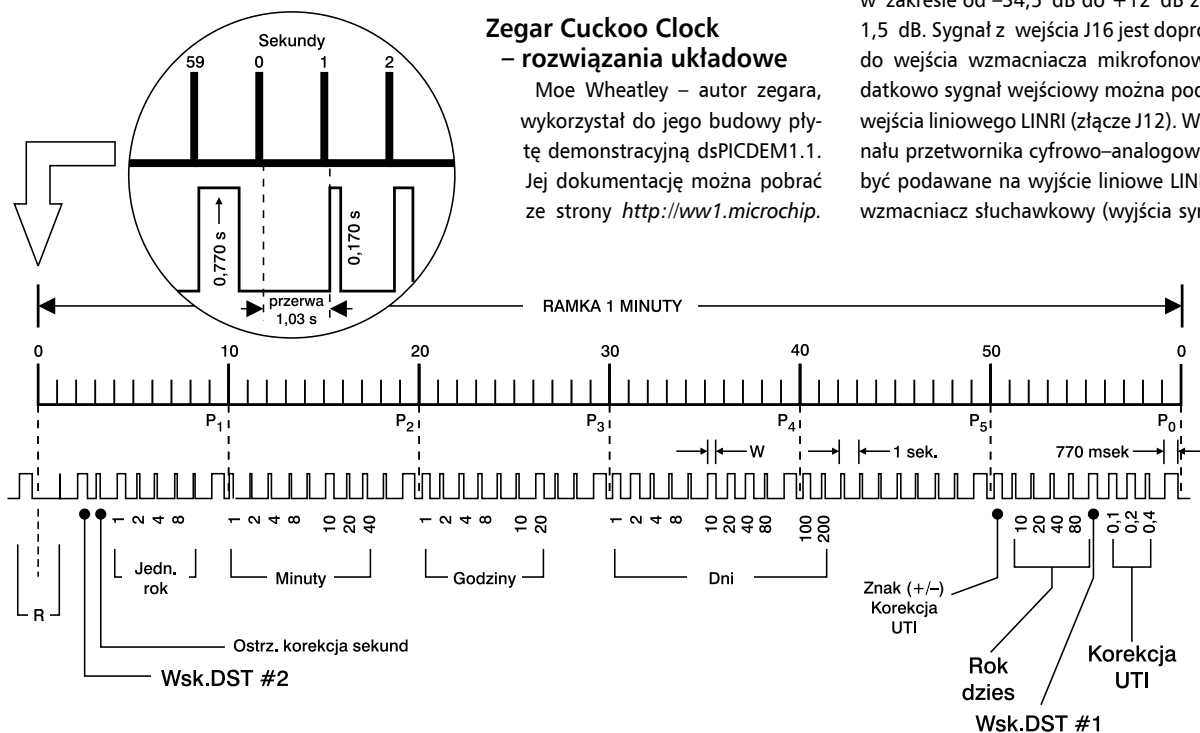 Zegar Cuckoo Clock
– rozwiązania układowe
Moe Wheatley – autor zegara,
wykorzystał do jego budowy pły-
tę demonstracyjną dsPICDEM1.1.
Jej dokumentację można pobrać
ze strony http://ww1.microchip.
w zakresie od –34,5 dB do +12 dB z
1,5 dB. Sygnał z wejścia J16 jest dopro
do wejścia wzmacniacza mikrofonow
datkowo sygnał wejściowy można pod
wejścia liniowego LINRI (złącze J12). W
nału przetwornika cyfrowo–analogow
być podawane na wyjście liniowe LIN
wzmacniacz słuchawkowy (wyjścia syn
Sekundy
59 0 1 2
0,770 s
0,170 s
przerwa
1,03 s
RAMKA 1 MINUTY
0 10 20 30 40 50 0
P1 P2 P3 P4 P5 P0
W 1 sek. 770 msek
1 2 4 8 1 2 4 8 10 20 40 1 2 4 8 10 20 1 2 4 8 10 20 40 80 100 200 10 20 40 80 0,1 0,2 0,4
Jedn.
rok
Minuty
Godziny
Dni
Znak (+/–)
Korekcja
UTI
R
Ostrz. korekcja sekund
Wsk.DST #2
Rok
dzies
Korekcja
UTI
Wsk.DST #1